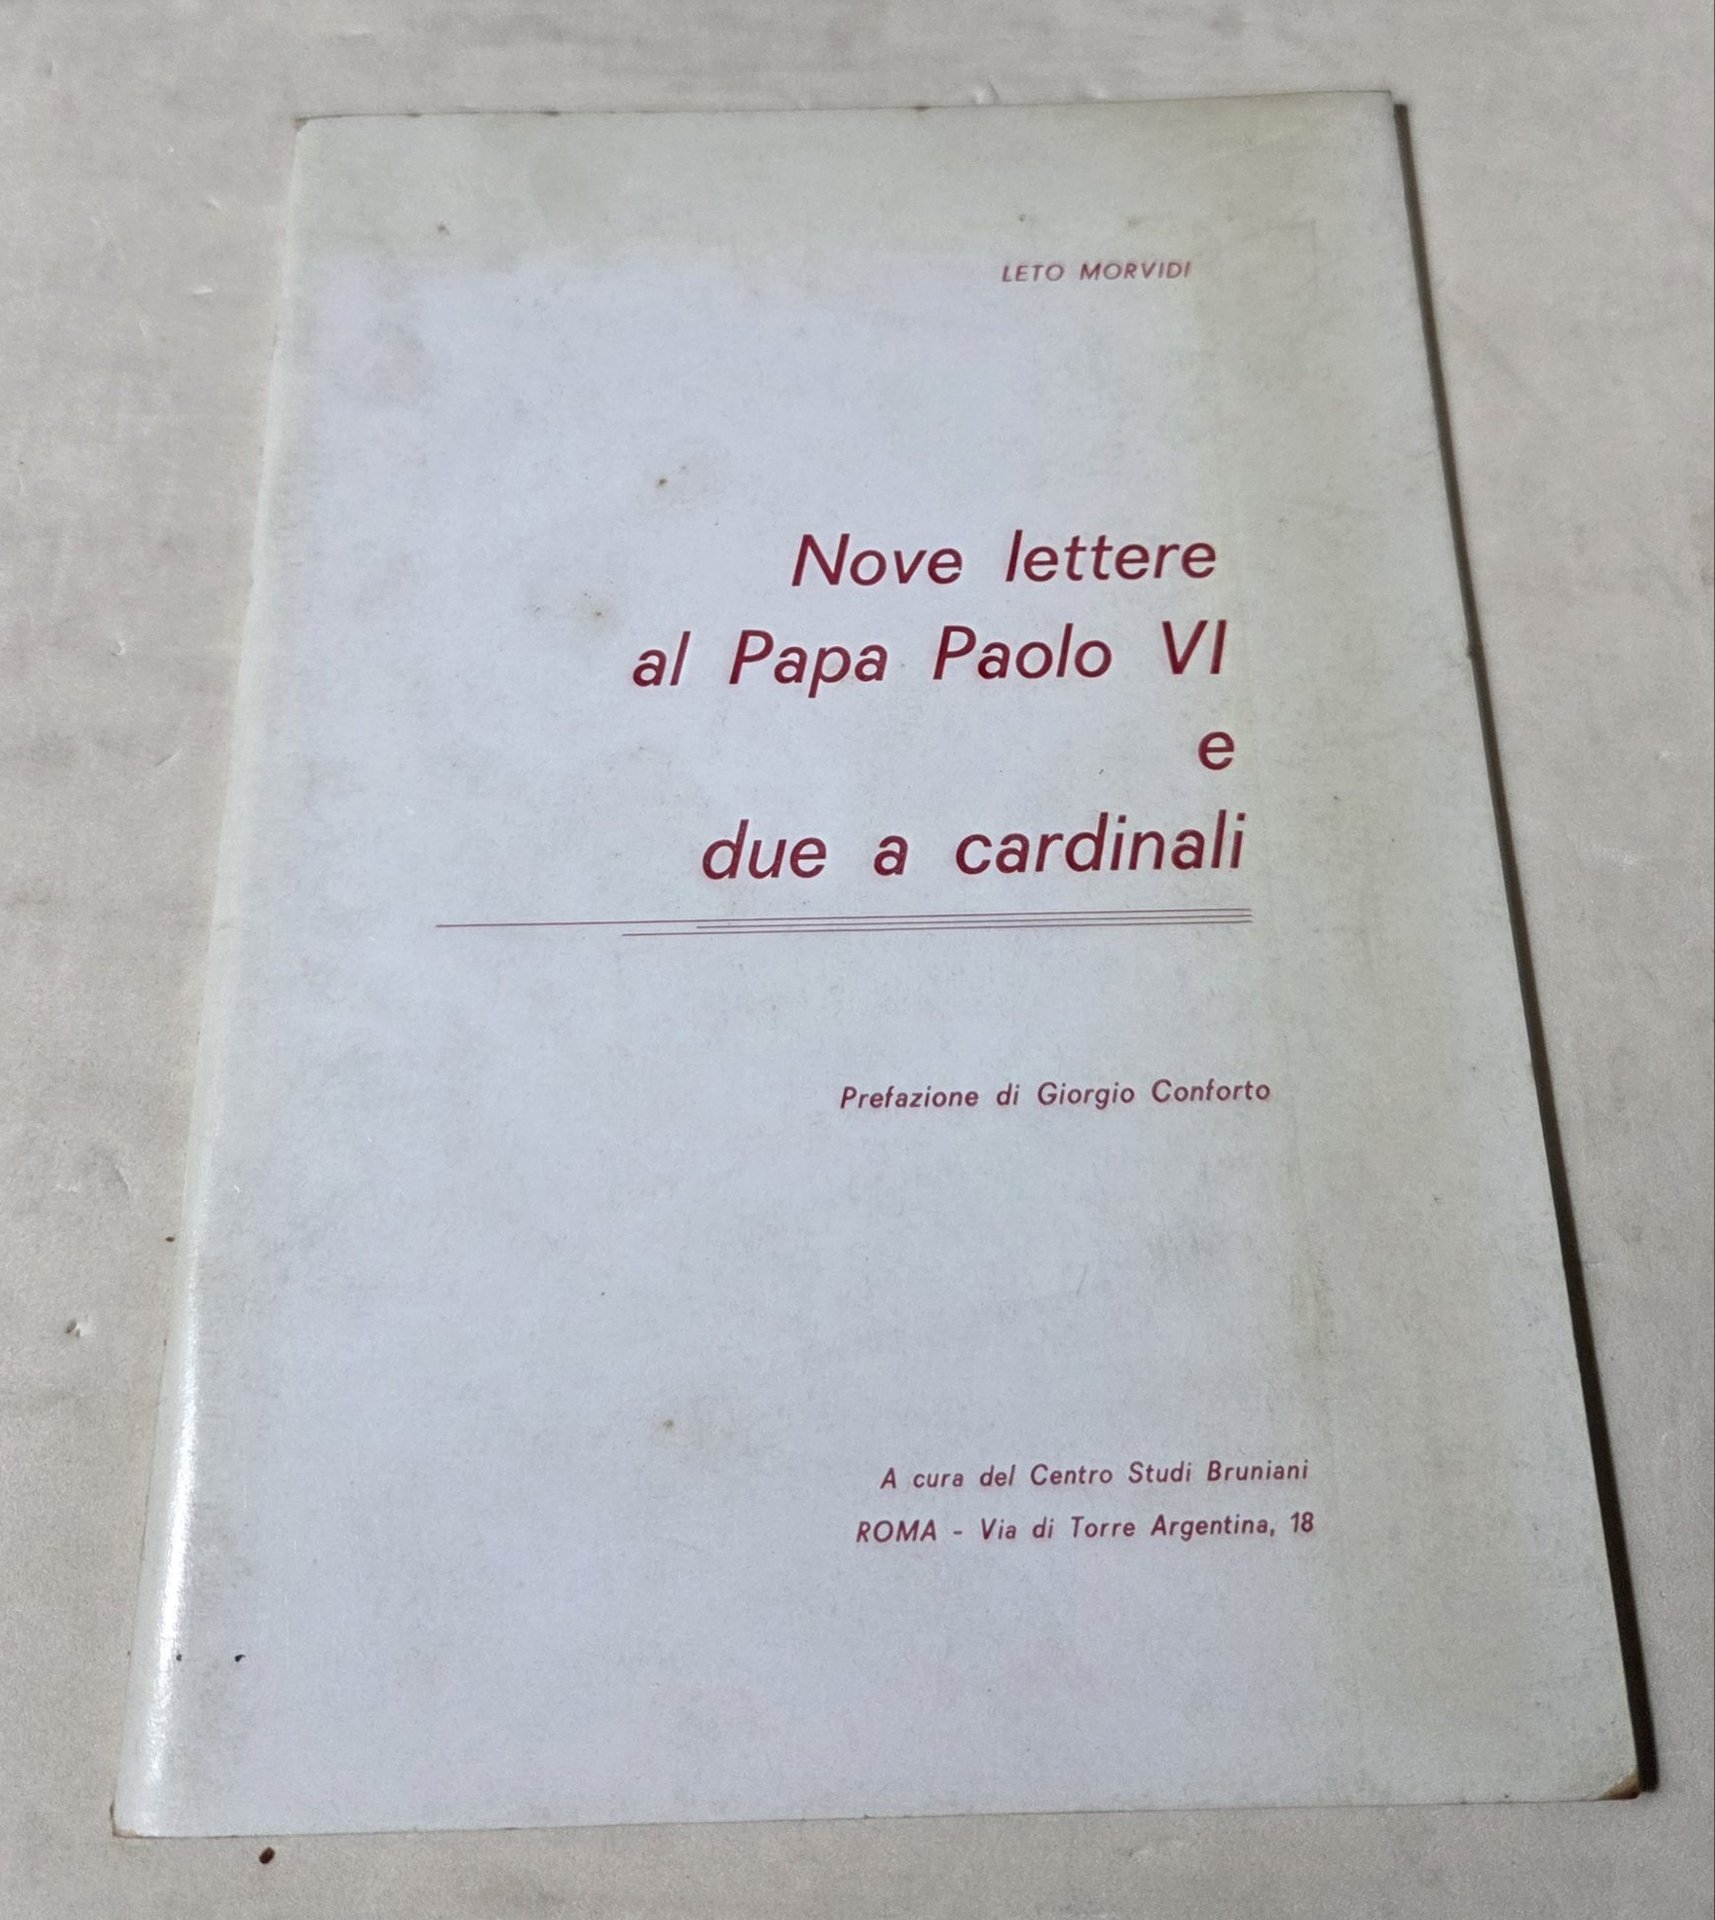 LETO MORVIDI
Nove lettere
al Papa Paolo VI
e
due a cardinali
Prefazione di Giorgio Conforto
A cura del Centro Studi Bruniani
ROMA - Via di Torre Argentina, 18